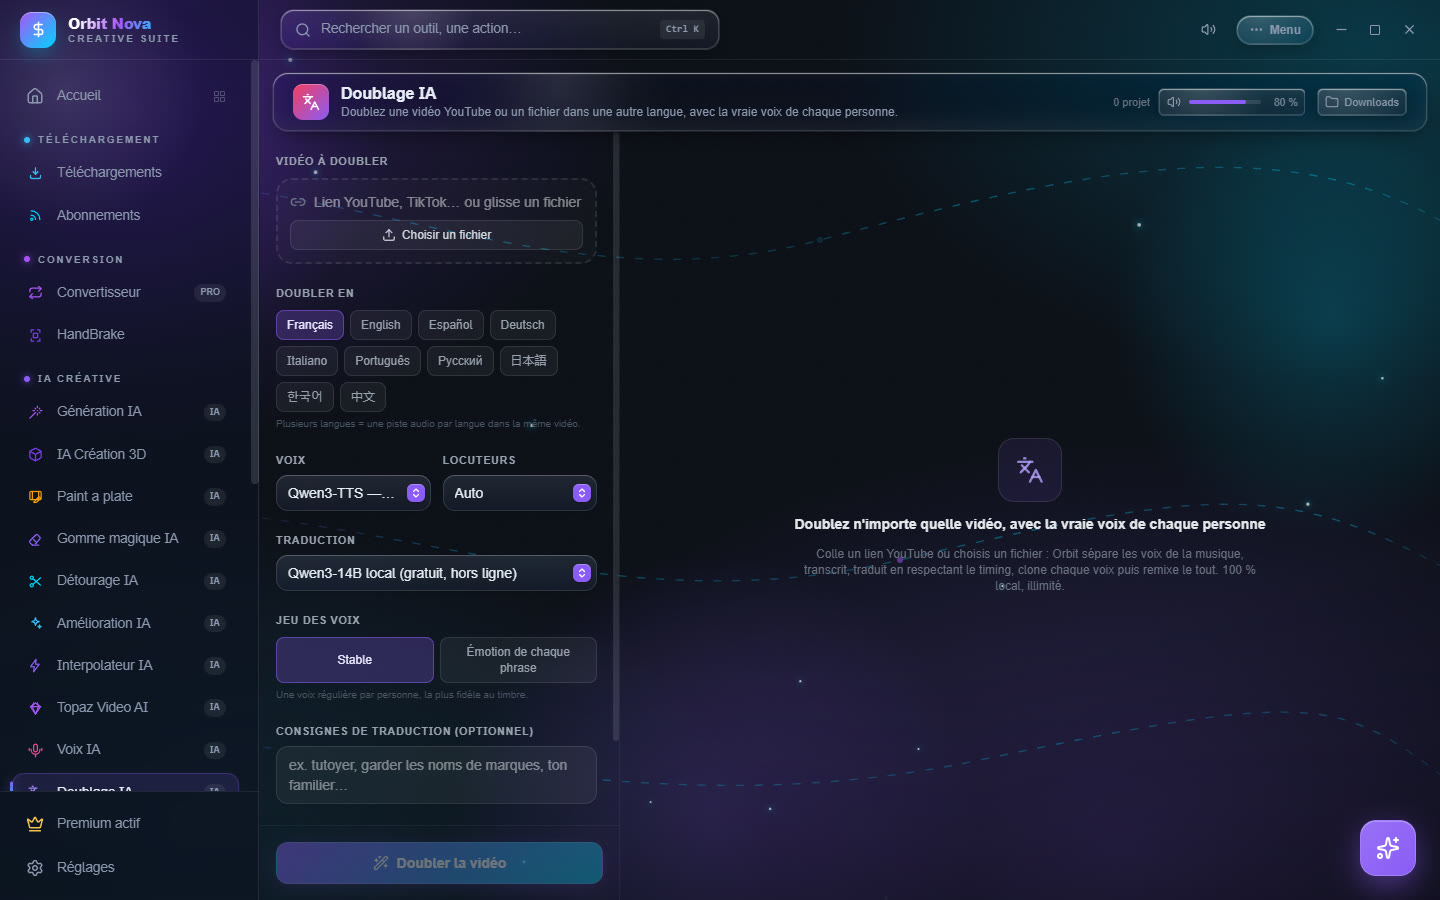 Orbit Nova
CREATIVE SUITE
Rechercher un outil, une action…
Ctrl K
Menu
Accueil
TÉLÉCHARGEMENT
Téléchargements
Abonnements
CONVERSION
Convertisseur PRO
HandBrake
IA CRÉATIVE
Génération IA IA
IA Création 3D IA
Paint a plate IA
Gomme magique IA IA
Détourage IA IA
Amélioration IA IA
Interpolateur IA IA
Topaz Video AI IA
Voix IA IA
Doublage IA IA
Premium actif
Réglages
Doublage IA
Doublez une vidéo YouTube ou un fichier dans une autre langue, avec la vraie voix de chaque personne.
0 projet
80 %
Downloads
VIDÉO À DOUBLER
Lien YouTube, TikTok… ou glisse un fichier
Choisir un fichier
DOUBLER EN
Français English Español Deutsch
Italiano Português Русский 日本語
한국어 中文
Plusieurs langues = une piste audio par langue dans la même vidéo.
VOIX LOCUTEURS
Qwen3-TTS —… Auto
TRADUCTION
Qwen3-14B local (gratuit, hors ligne)
JEU DES VOIX
Stable
Émotion de chaque
phrase
Une voix régulière par personne, la plus fidèle au timbre.
CONSIGNES DE TRADUCTION (OPTIONNEL)
ex. tutoyer, garder les noms de marques, ton
familier…
Doubler la vidéo
Doublez n'importe quelle vidéo, avec la vraie voix de chaque personne
Colle un lien YouTube ou choisis un fichier : Orbit sépare les voix de la musique,
transcrit, traduit en respectant le timing, clone chaque voix puis remixe le tout. 100 %
local, illimité.